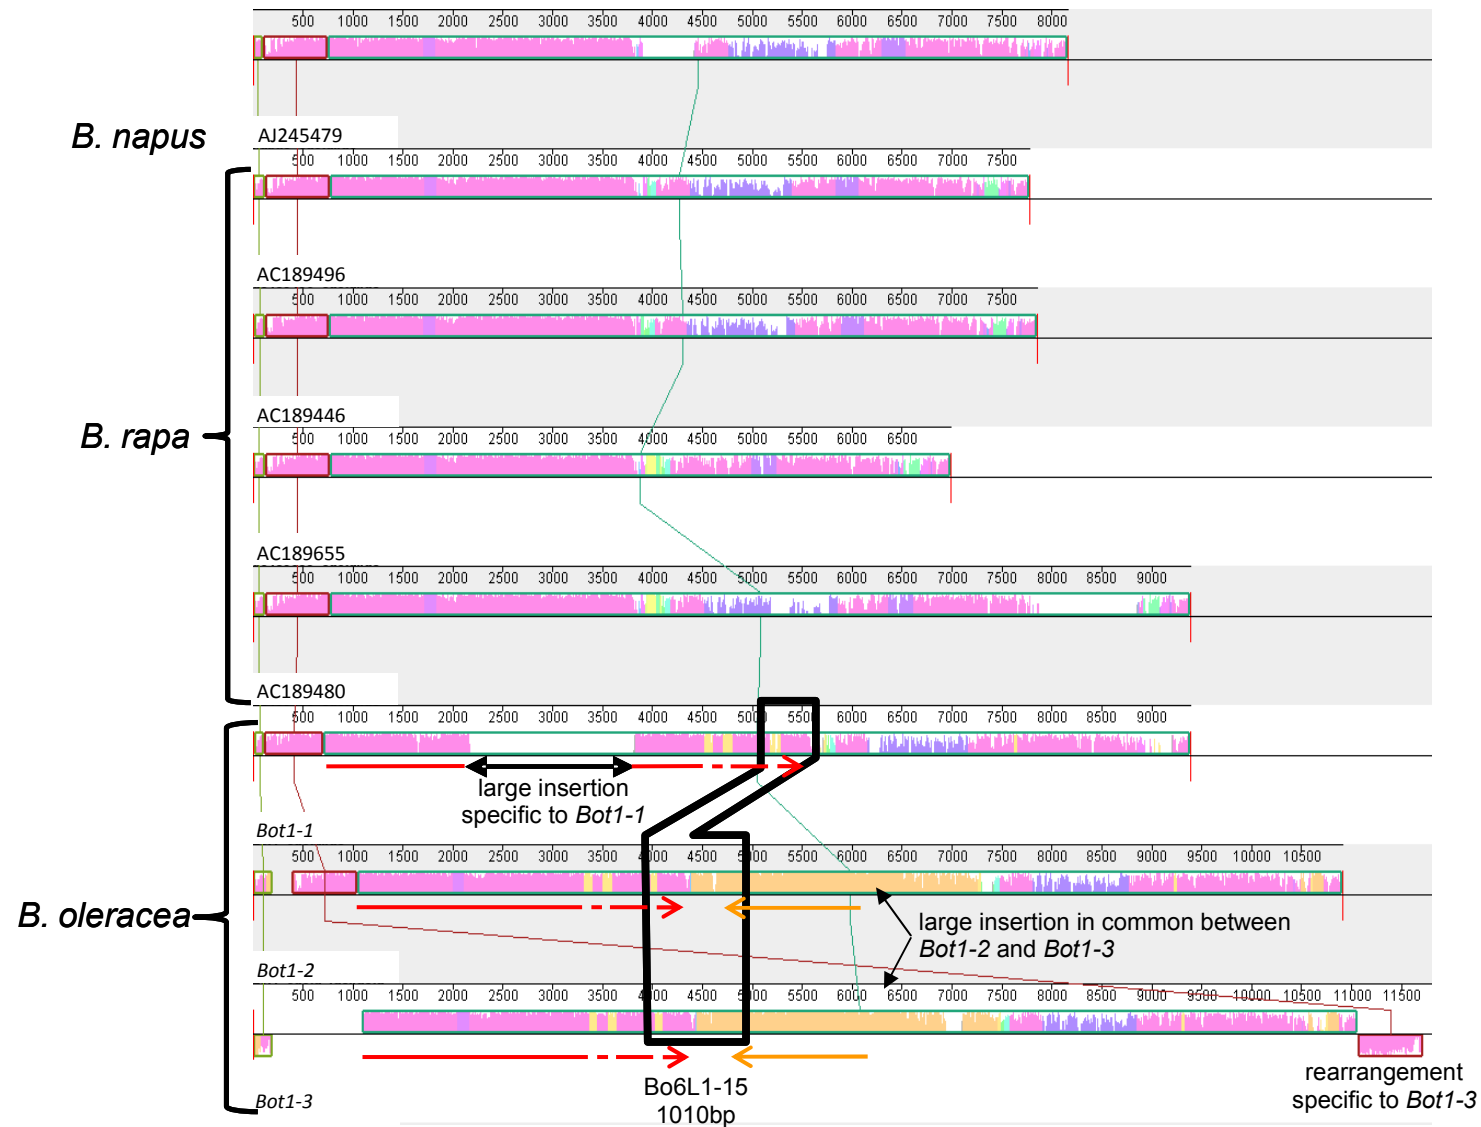 500 1000 1500 2000 2500 3000 3500 4000 4500 5000 5500 6000 6500 7000 7500 8000
B. napus
AJ245479
500 1000 1500 2000 2500 3000 3500 4000 4500 5000 5500 6000 6500 7000 7500
AC189496
500 1000 1500 2000 2500 3000 3500 4000 4500 5000 5500 6000 6500 7000 7500
B. rapa
AC189446
500 1000 1500 2000 2500 3000 3500 4000 4500 5000 5500 6000 6500
AC189655
500 1000 1500 2000 2500 3000 3500 4000 4500 5000 5500 6000 6500 7000 7500 8000 8500 9000
AC189480
500 1000 1500 2000 2500 3000 3500 4000 4500 5000 5500 6000 6500 7000 7500 8000 8500 9000
large insertion
specific to Bot1-1
Bot1-1
500 1000 1500 2000 2500 3000 3500 4000 4500 5000 5500 6000 6500 7000 7500 8000 8500 9000 9500 10000 10500
B. oleracea
large insertion in common between
Bot1-2 and Bot1-3
Bot1-2
500 1000 1500 2000 2500 3000 3500 4000 4500 5000 5500 6000 6500 7000 7500 8000 8500 9000 9500 10000 10500 11000 11500
Bo6L1-15
1010bp
rearrangement
specific to Bot1-3
Bot1-3